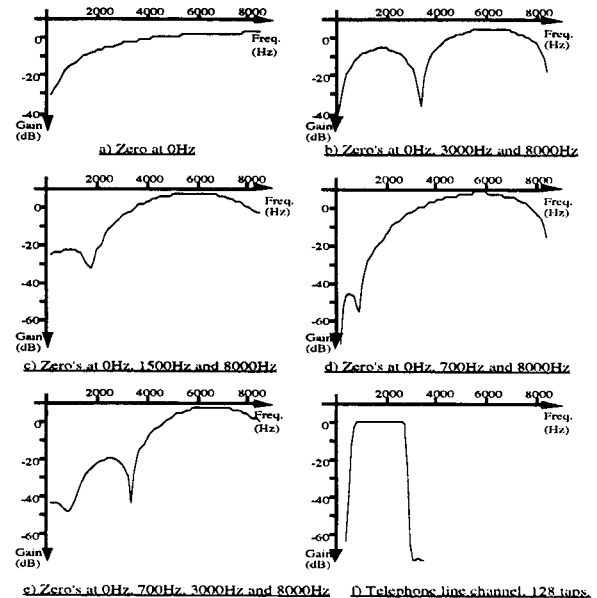 2000 4000 6000 8000
Freq.
(Hz)
0
-20
-40
Gain
(dB)
a) Zero at 0Hz
2000 4000 6000 8000
Freq.
(Hz)
0
-20
-40
Gain
(dB)
b) Zero's at 0Hz, 3000Hz and 8000Hz
2000 4000 6000 8000
Freq.
(Hz)
0
-20
-40
-60
Gain
(dB)
c) Zero's at 0Hz, 1500Hz and 8000Hz
2000 4000 6000 8000
Freq.
(Hz)
0
-20
-40
-60
Gain
(dB)
d) Zero's at 0Hz, 700Hz and 8000Hz
2000 4000 6000 8000
Freq.
(Hz)
0
-20
-40
-60
Gain
(dB)
e) Zero's at 0Hz, 700Hz, 3000Hz and 8000Hz
2000 4000 6000 8000
Freq.
(Hz)
0
-20
-40
-60
Gain
(dB)
f) Telephone line channel, 128 taps.